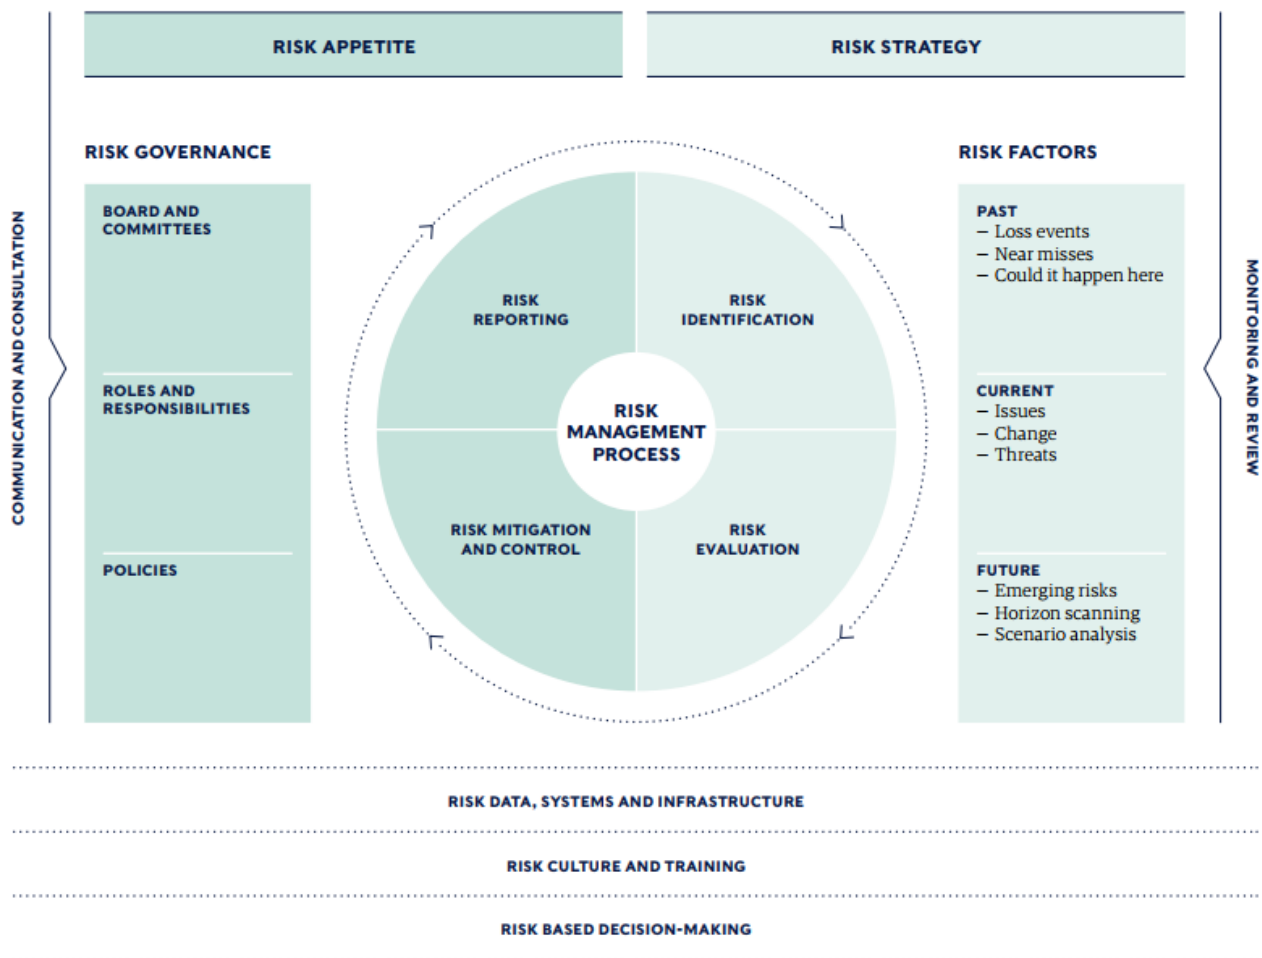 RISK APPETITE
RISK STRATEGY
COMMUNICATION AND CONSULTATION
RISK GOVERNANCE
BOARD AND
COMMITTEES
ROLES AND
RESPONSIBILITIES
POLICIES
RISK
REPORTING
RISK
IDENTIFICATION
RISK
MANAGEMENT
PROCESS
RISK MITIGATION
AND CONTROL
RISK
EVALUATION
RISK FACTORS
PAST
– Loss events
– Near misses
– Could it happen here
CURRENT
– Issues
– Change
– Threats
FUTURE
– Emerging risks
– Horizon scanning
– Scenario analysis
MONITORING AND REVIEW
RISK DATA, SYSTEMS AND INFRASTRUCTURE
RISK CULTURE AND TRAINING
RISK BASED DECISION-MAKING